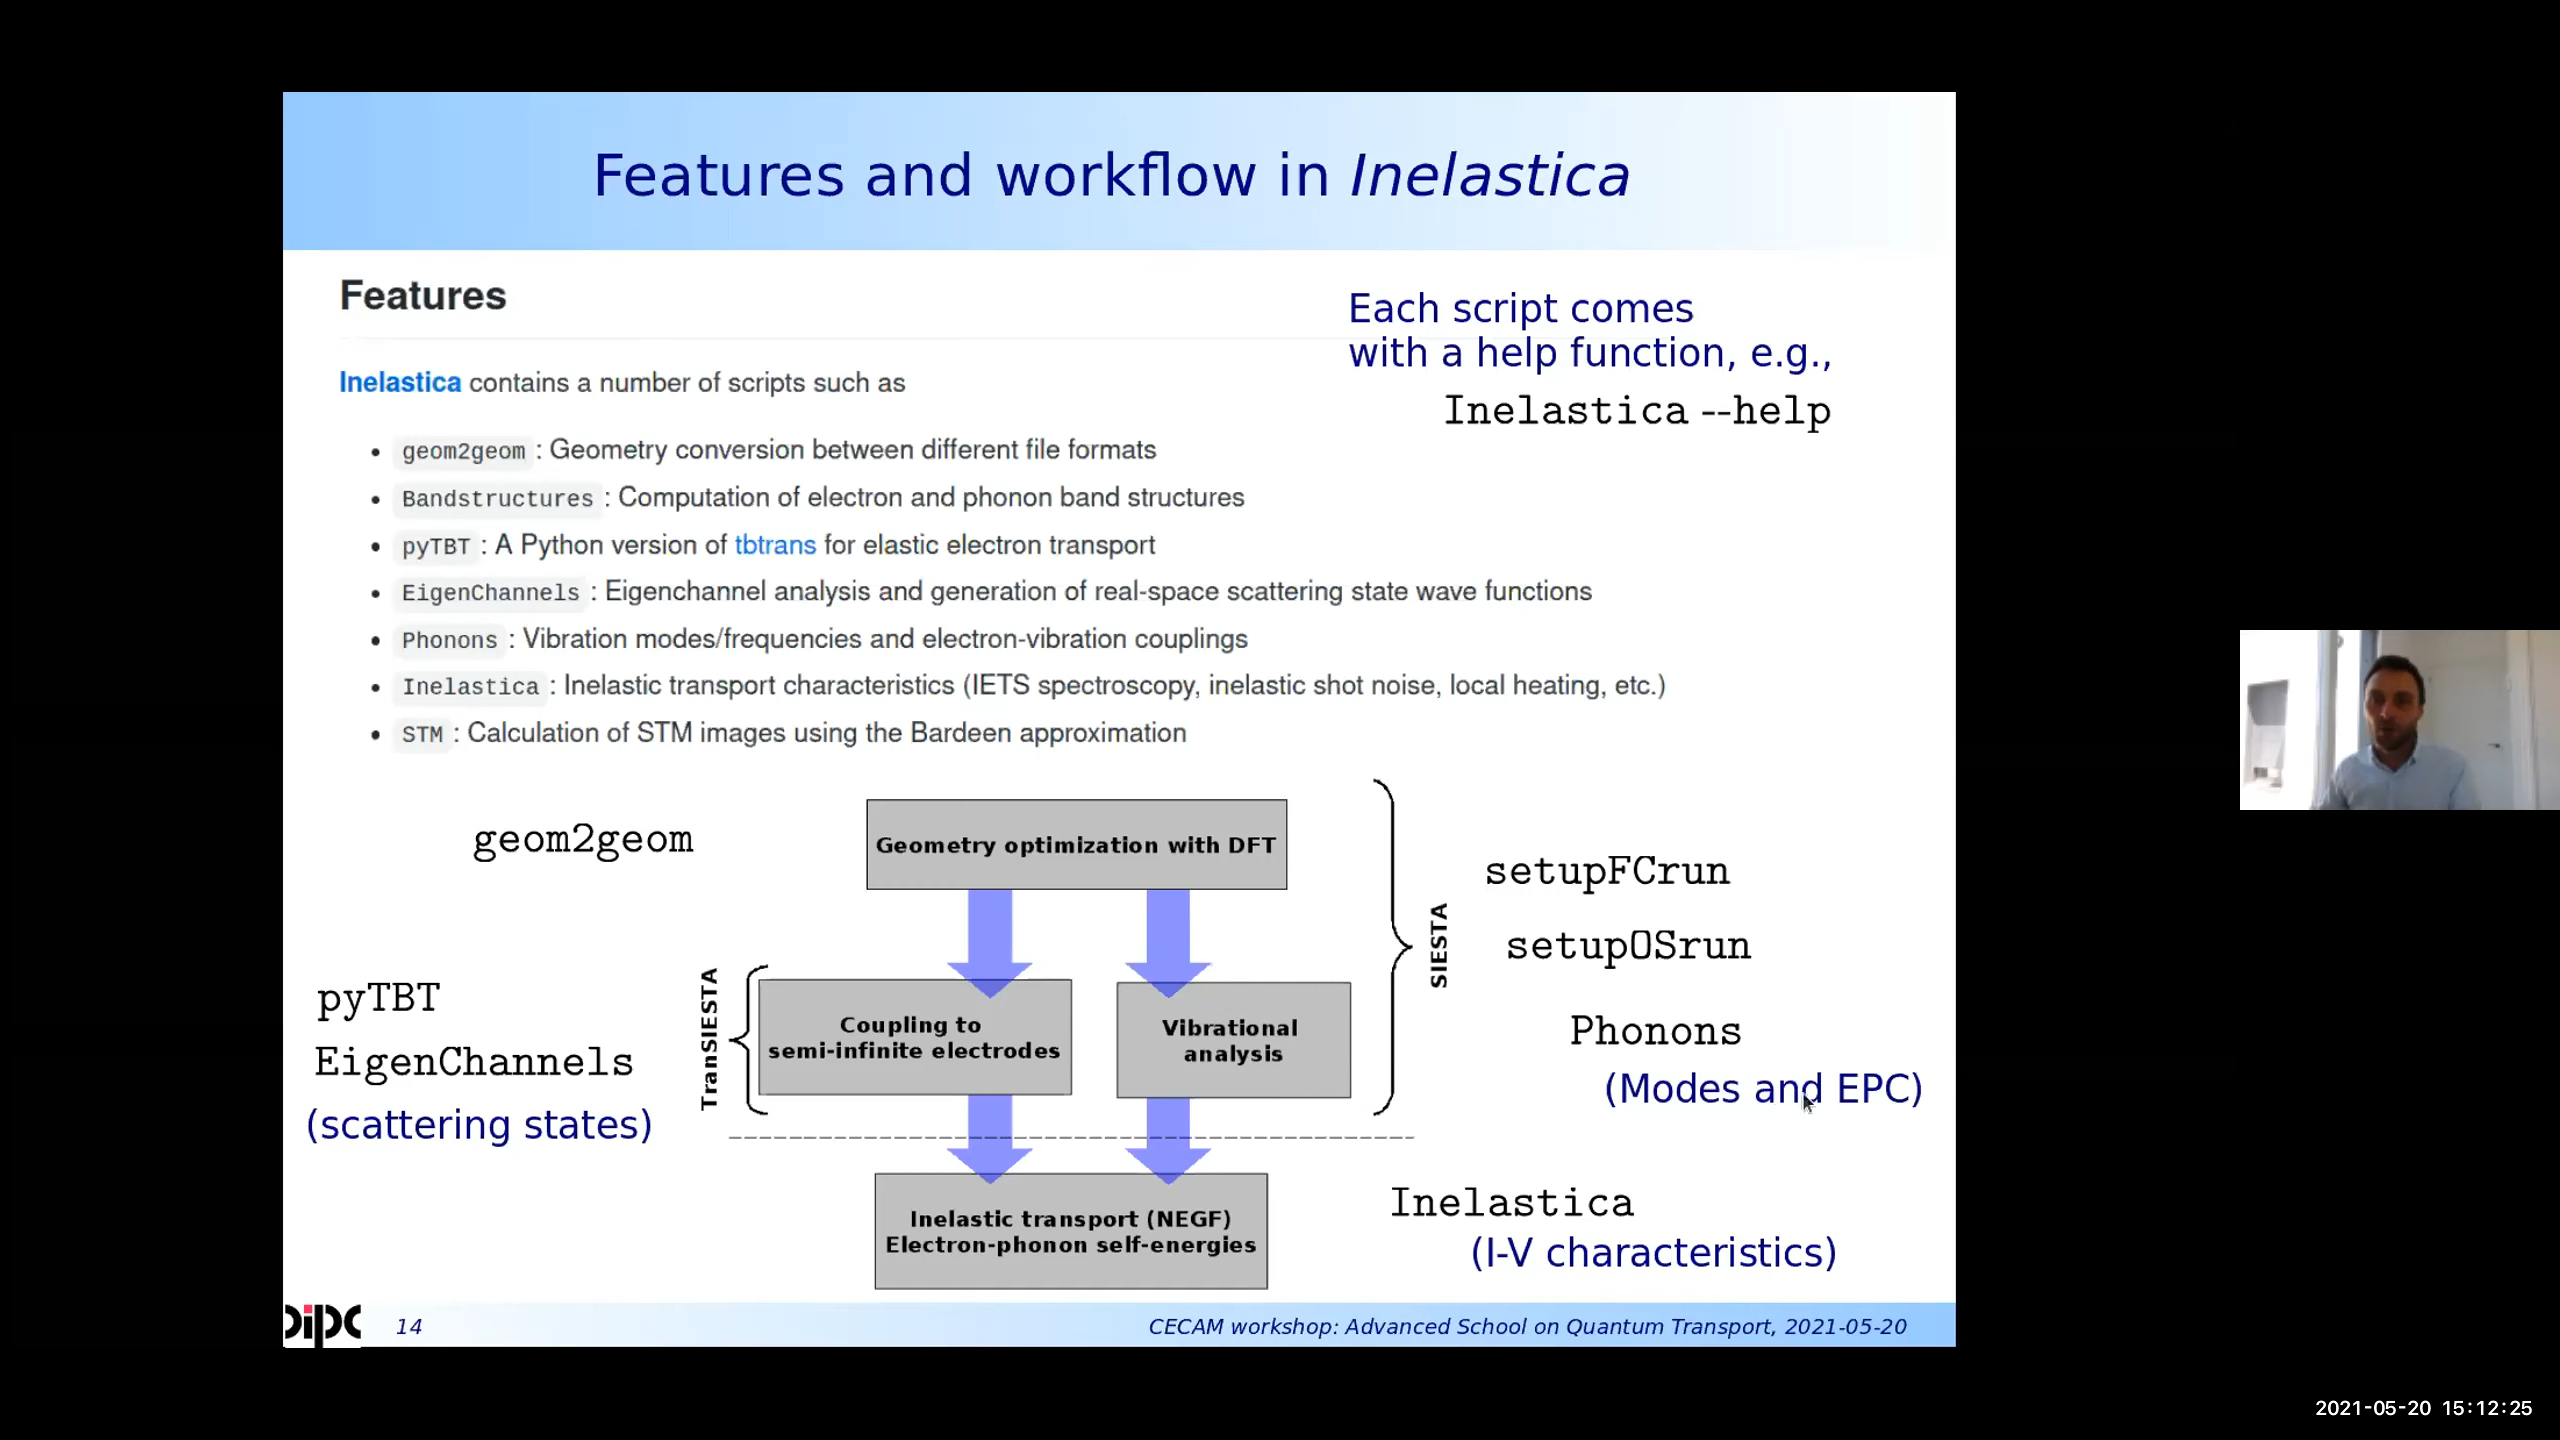 Features and workflow in Inelastica
Features
Each script comes
with a help function, e.g.,
Inelastica --help
Inelastica contains a number of scripts such as
• geom2geom : Geometry conversion between different file formats
• Bandstructures : Computation of electron and phonon band structures
• pyTBT : A Python version of tbtrans for elastic electron transport
• EigenChannels : Eigenchannel analysis and generation of real-space scattering state wave functions
• Phonons : Vibration modes/frequencies and electron-vibration couplings
• Inelastica : Inelastic transport characteristics (IETS spectroscopy, inelastic shot noise, local heating, etc.)
• STM : Calculation of STM images using the Bardeen approximation
geom2geom
Geometry optimization with DFT
setupFCrun
setupOSrun
SIESTA
pyTBT
EigenChannels
(scattering states)
TranSIESTA
Coupling to
semi-infinite electrodes
Vibrational
analysis
Phonons
(Modes and EPC)
Inelastic transport (NEGF)
Electron-phonon self-energies
Inelastica
(I-V characteristics)
dipc
14
CECAM workshop: Advanced School on Quantum Transport, 2021-05-20
2021-05-20 15:12:25